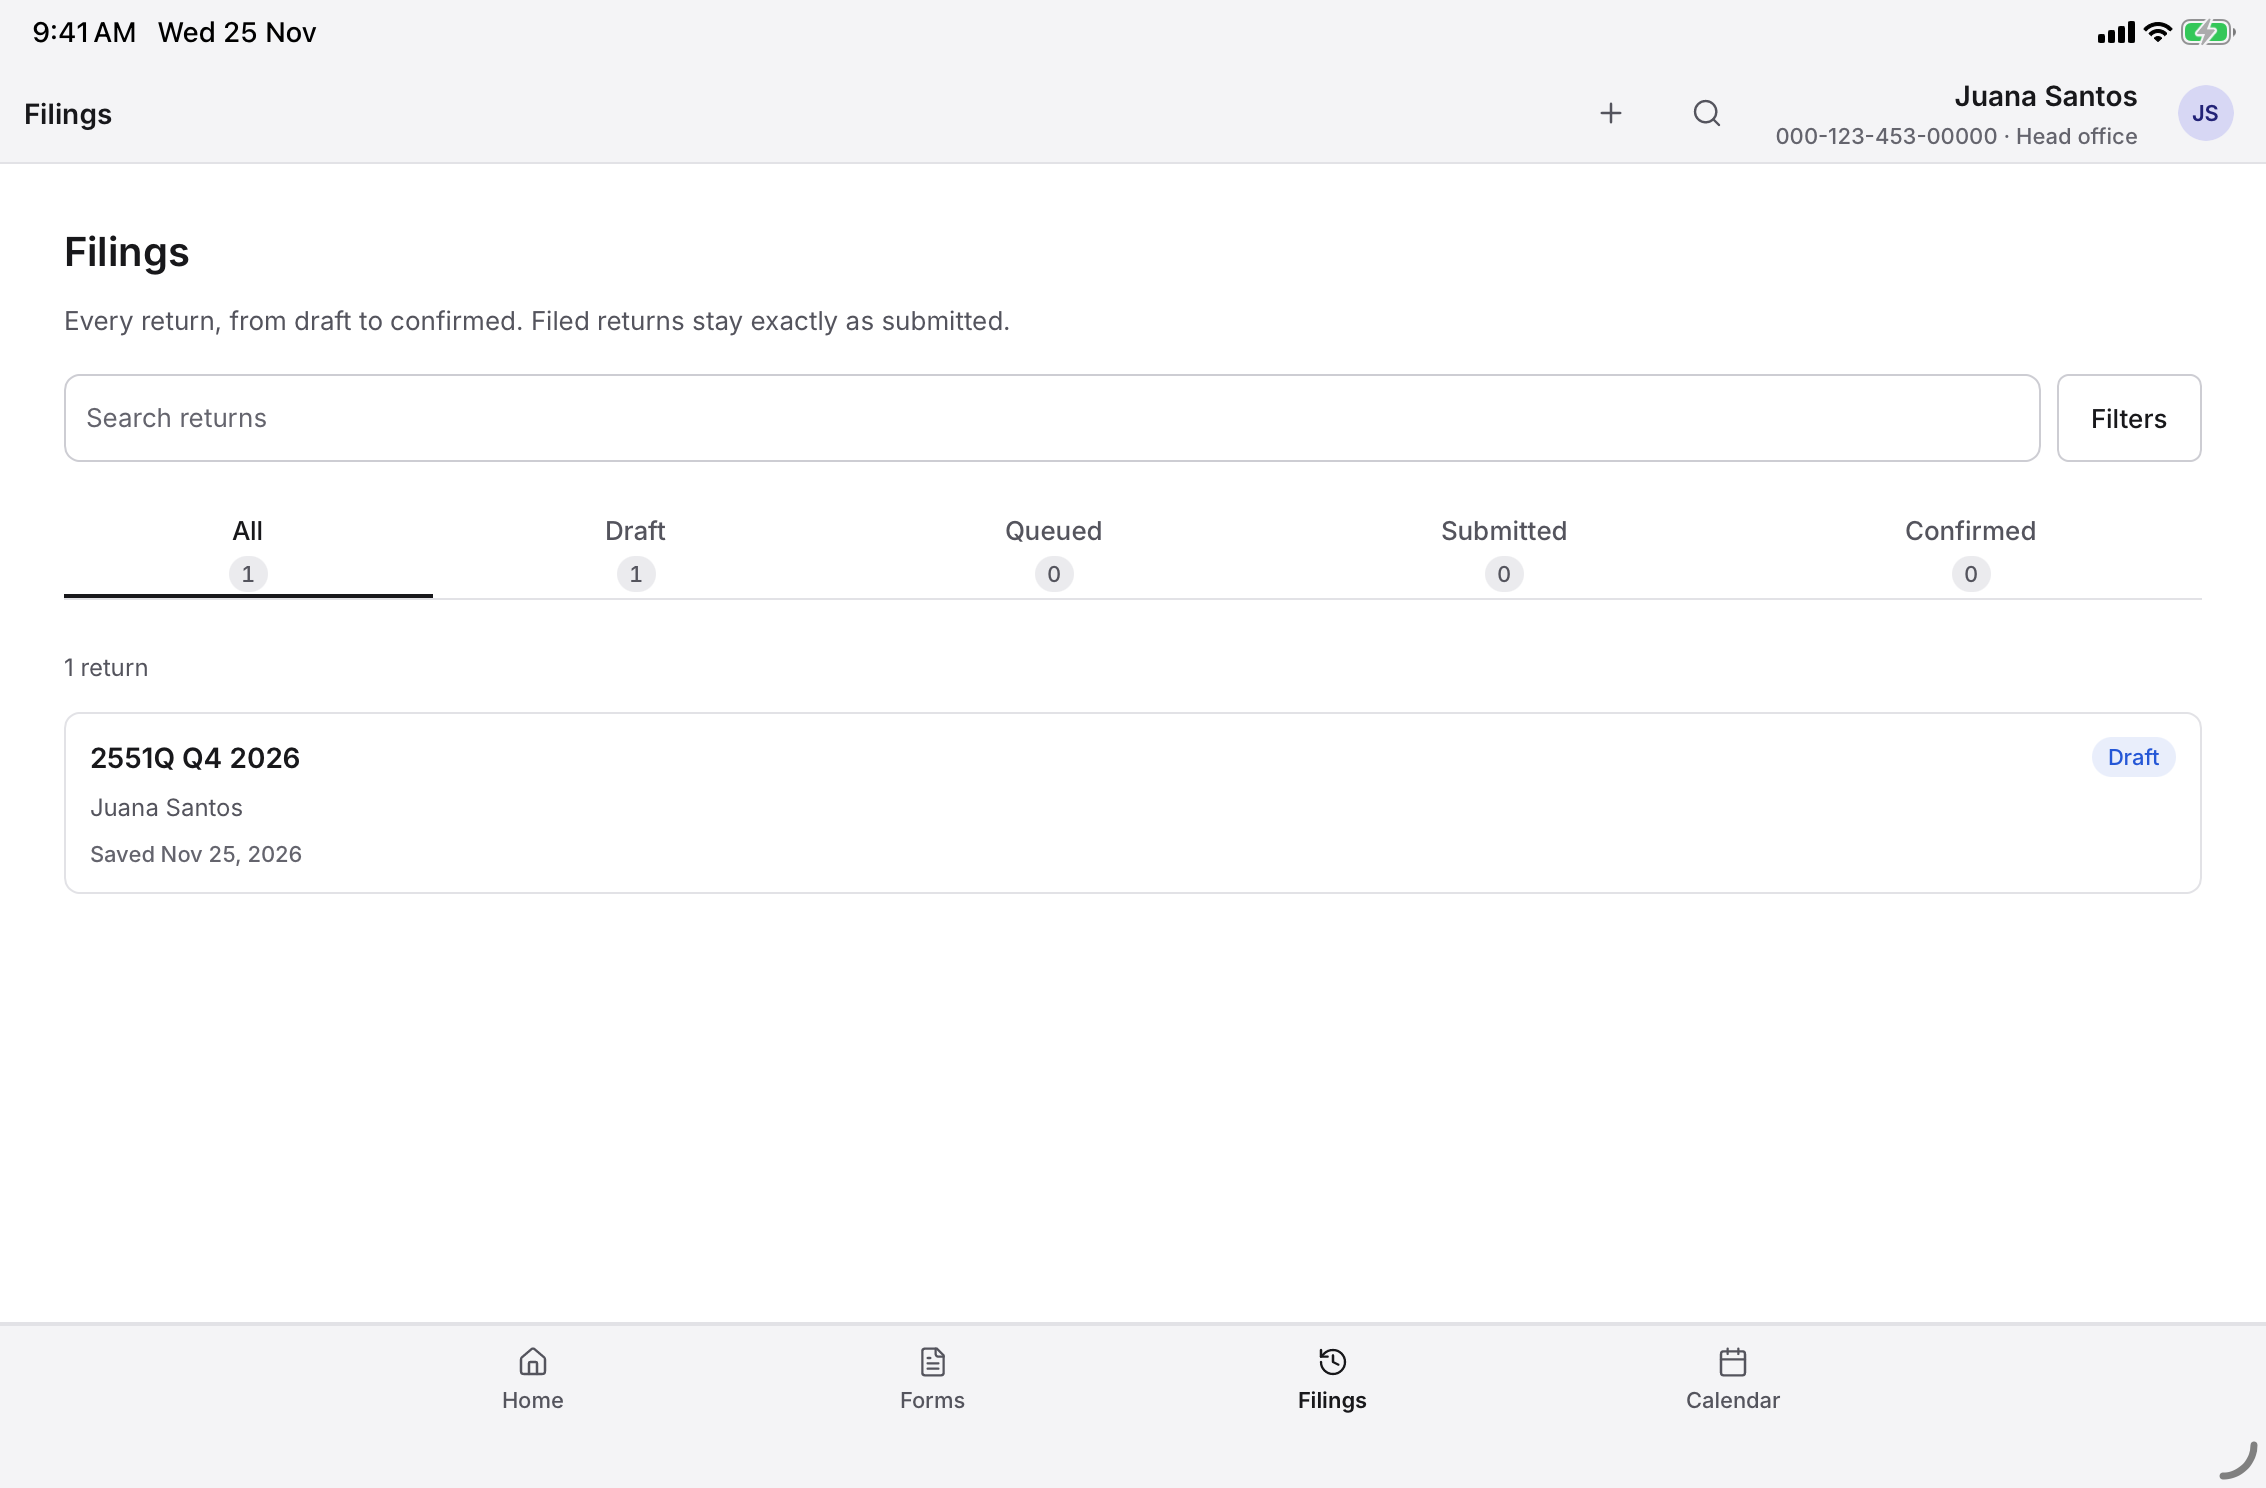 9:41 AM Wed 25 Nov
Filings
Juana Santos
000-123-453-00000 · Head office
JS
Filings
Every return, from draft to confirmed. Filed returns stay exactly as submitted.
Search returns
Filters
All
1
Draft
1
Queued
0
Submitted
0
Confirmed
0
1 return
2551Q Q4 2026
Draft
Juana Santos
Saved Nov 25, 2026
Home
Forms
Filings
Calendar